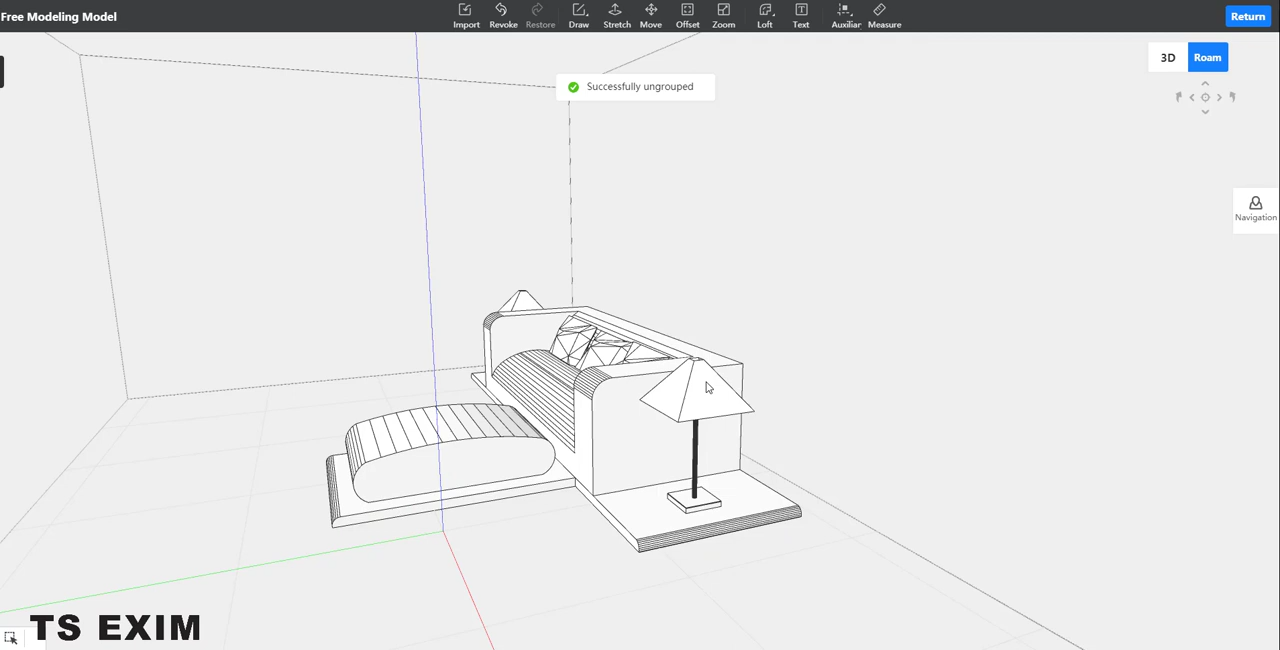 Free Modeling Model
Import Revoke Restore Draw Stretch Move Offset Zoom Loft Text Auxiliar Measure
Return
3D Roam
Successfully ungrouped
Navigation
TS EXIM